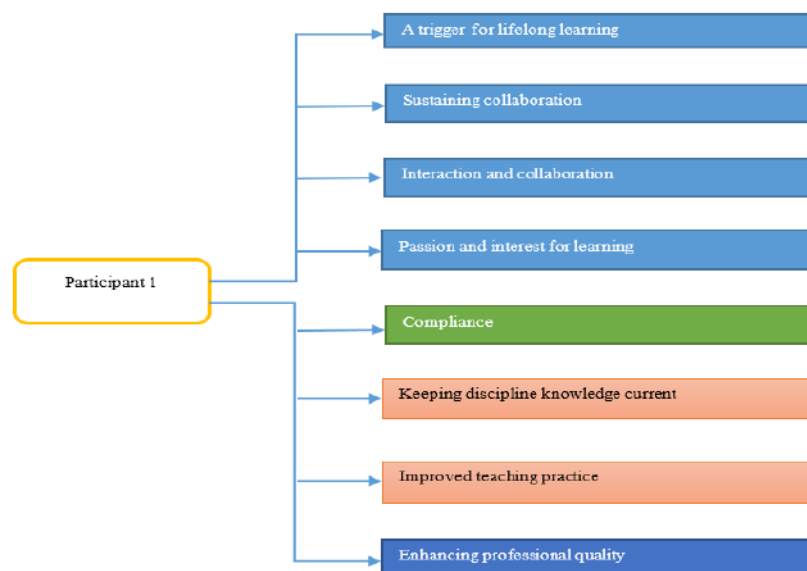 A trigger for lifelong learning
Sustaining collaboration
Interaction and collaboration
Passion and interest for learning
Participant 1
Compliance
Keeping discipline knowledge current
Improved teaching practice
Enhancing professional quality